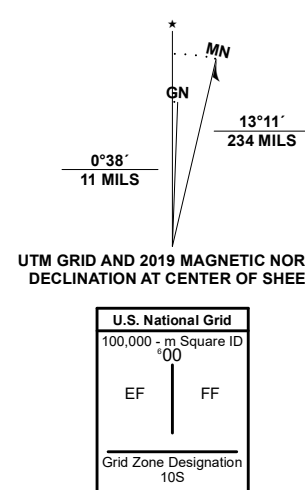 ★
MN
GN
13°11´
234 MILS
0°38´
11 MILS
UTM GRID AND 2019 MAGNETIC NOR
DECLINATION AT CENTER OF SHEE
U.S. National Grid
100,000 - m Square ID
⁶00
EF FF
Grid Zone Designation
10S